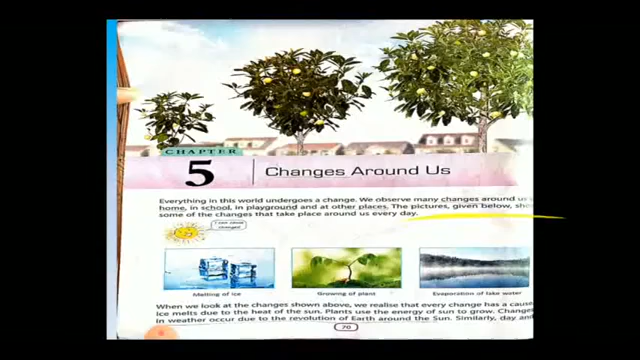 CHAPTER
5
Changes Around Us
Everything in this world undergoes a change. We observe many changes around us
home, in school, in playground and at other places. The pictures, given below, sh
some of the changes that take place around us every day.
Melting of ice
Growing of plant
Evaporation of lake water
When we look at the changes shown above, we realise that every change has a cause
Ice melts due to the heat of the sun. Plants use the energy of sun to grow. Change
in weather occur due to the revolution of Earth around the Sun. Similarly, day and
70